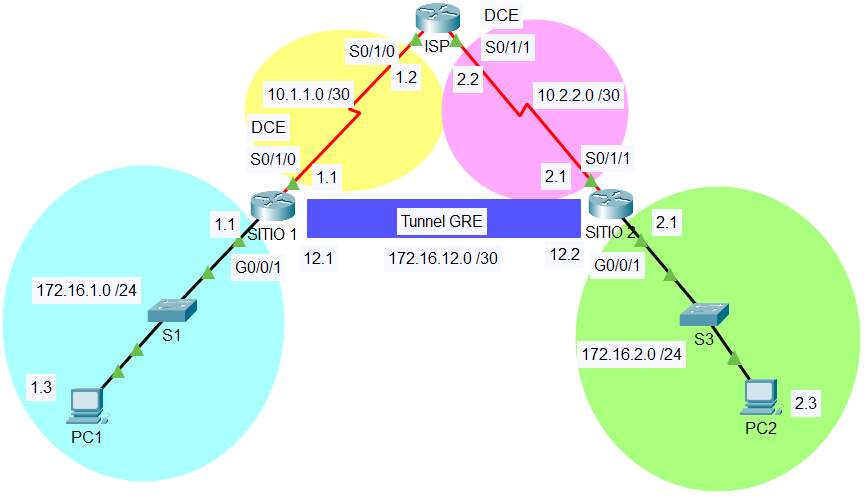 DCE
ISP
S0/1/0
S0/1/1
1.2
2.2
10.1.1.0 /30
10.2.2.0 /30
DCE
S0/1/0
S0/1/1
1.1
2.1
SITIO 1
SITIO 2
1.1
Tunnel GRE
2.1
12.1
172.16.12.0 /30
12.2
G0/0/1
G0/0/1
172.16.1.0 /24
S1
S3
172.16.2.0 /24
1.3
2.3
PC1
PC2